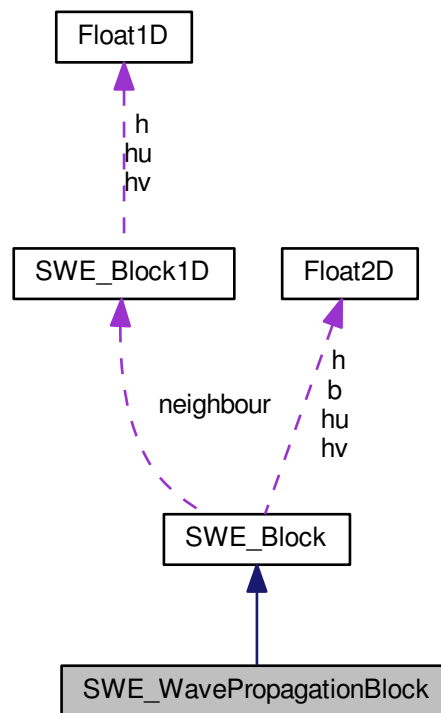 Float1D
h
hu
hv
SWE_Block1D
Float2D
neighbour
h
b
hu
hv
SWE_Block
SWE_WavePropagationBlock